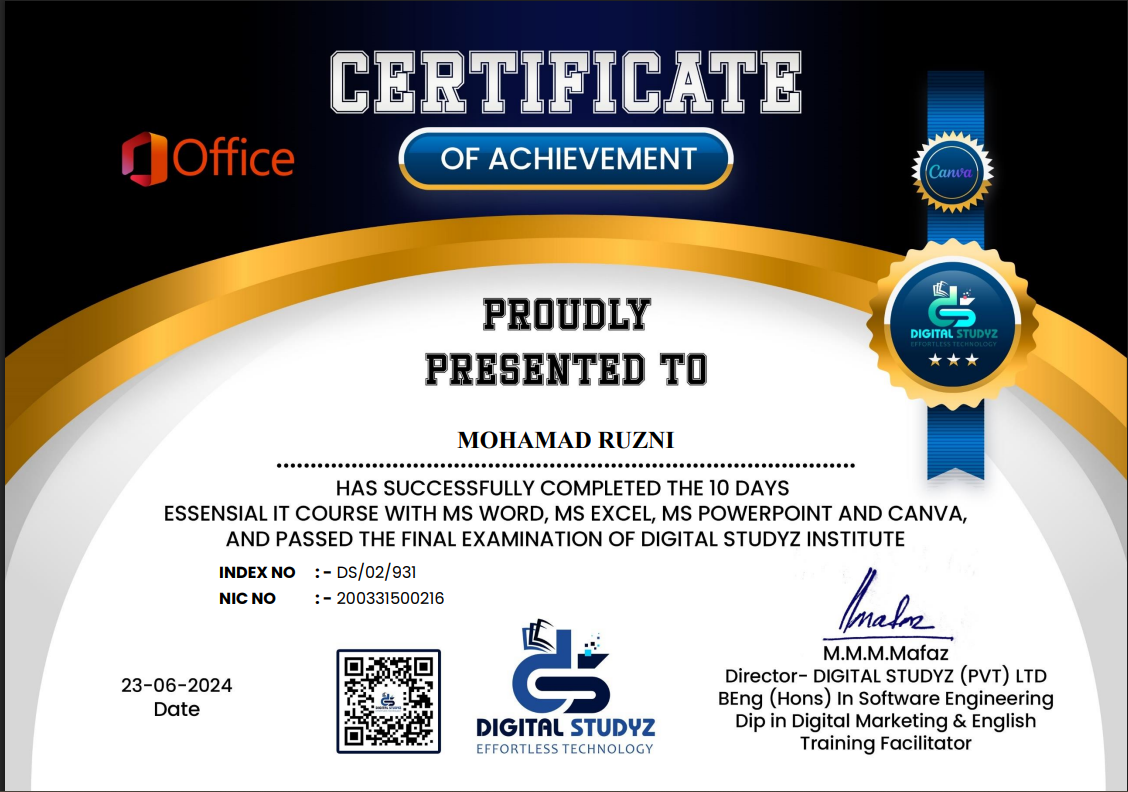 CERTIFICATE
Office
OF ACHIEVEMENT
Canva
DIGITAL STUDYZ
EFFORTLESS TECHNOLOGY
PROUDLY
PRESENTED TO
MOHAMAD RUZNI
HAS SUCCESSFULLY COMPLETED THE 10 DAYS
ESSENSIAL IT COURSE WITH MS WORD, MS EXCEL, MS POWERPOINT AND CANVA,
AND PASSED THE FINAL EXAMINATION OF DIGITAL STUDYZ INSTITUTE
INDEX NO :- DS/02/931
NIC NO :- 200331500216
23-06-2024
Date
DIGITAL STUDYZ
EFFORTLESS TECHNOLOGY
M.M.M.Mafaz
Director- DIGITAL STUDYZ (PVT) LTD
BEng (Hons) In Software Engineering
Dip in Digital Marketing & English
Training Facilitator